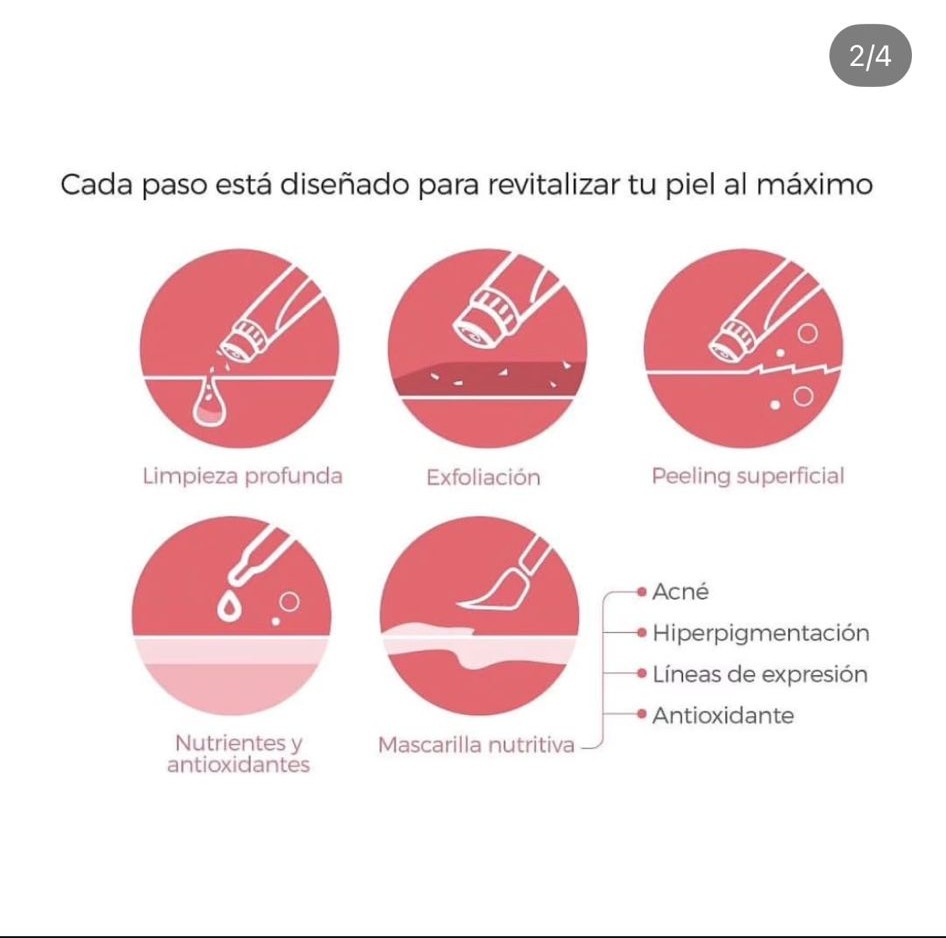 2/4
Cada paso está diseñado para revitalizar tu piel al máximo
Limpieza profunda
Exfoliación
Peeling superficial
Nutrientes y
antioxidantes
Mascarilla nutritiva
Acné
Hiperpigmentación
Líneas de expresión
Antioxidante